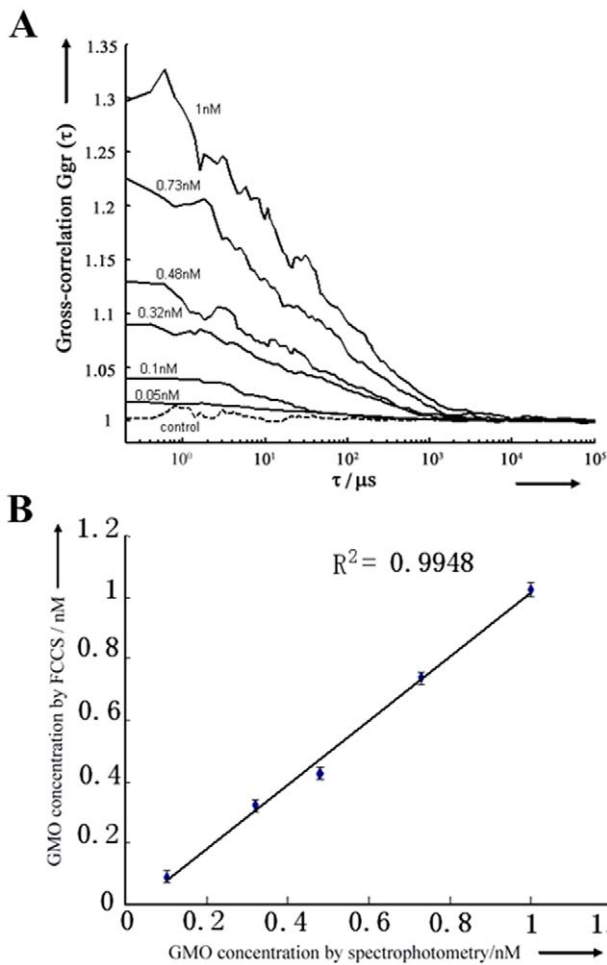 A
Gross-correlation Ggr (τ)
1.35
1.3
1.25
1.2
1.15
1.1
1.05
1
1nM
0.73nM
0.48nM
0.32nM
0.1nM
0.05nM
control
10⁰
10¹
10²
10³
10⁴
10⁵
τ/μs
B
GMO concentration by FCCS / nM
1.2
1
0.8
0.6
0.4
0.2
0
R² = 0.9948
0
0.2
0.4
0.6
0.8
1
1.
GMO concentration by spectrophotometry/nM